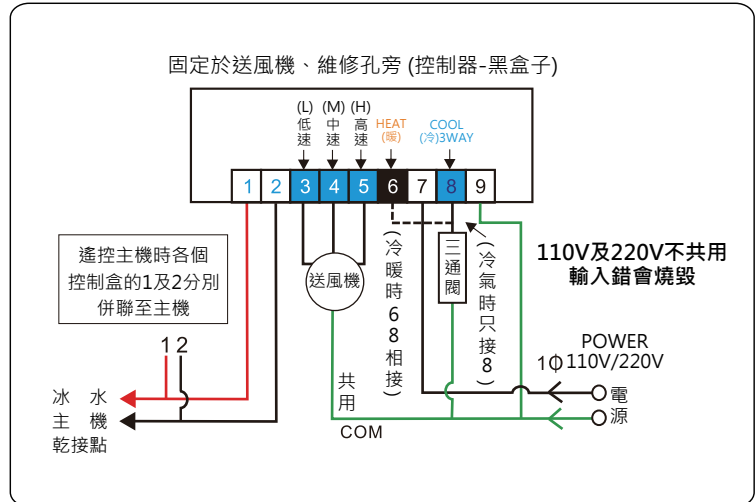 固定於送風機、維修孔旁 (控制器-黑盒子)
(L) (M) (H)
低速 中速 高速 HEAT (暖) COOL (冷)3WAY
1 2 3 4 5 6 7 8 9
遙控主機時各個
控制盒的1及2分別
併聯至主機
送風機
(冷暖時68相接)
三通閥
(冷氣時只接8)
110V及220V不共用
輸入錯會燒毀
1 2
POWER
1Φ 110V/220V
電源
共用
COM
冰水
主機
乾接點